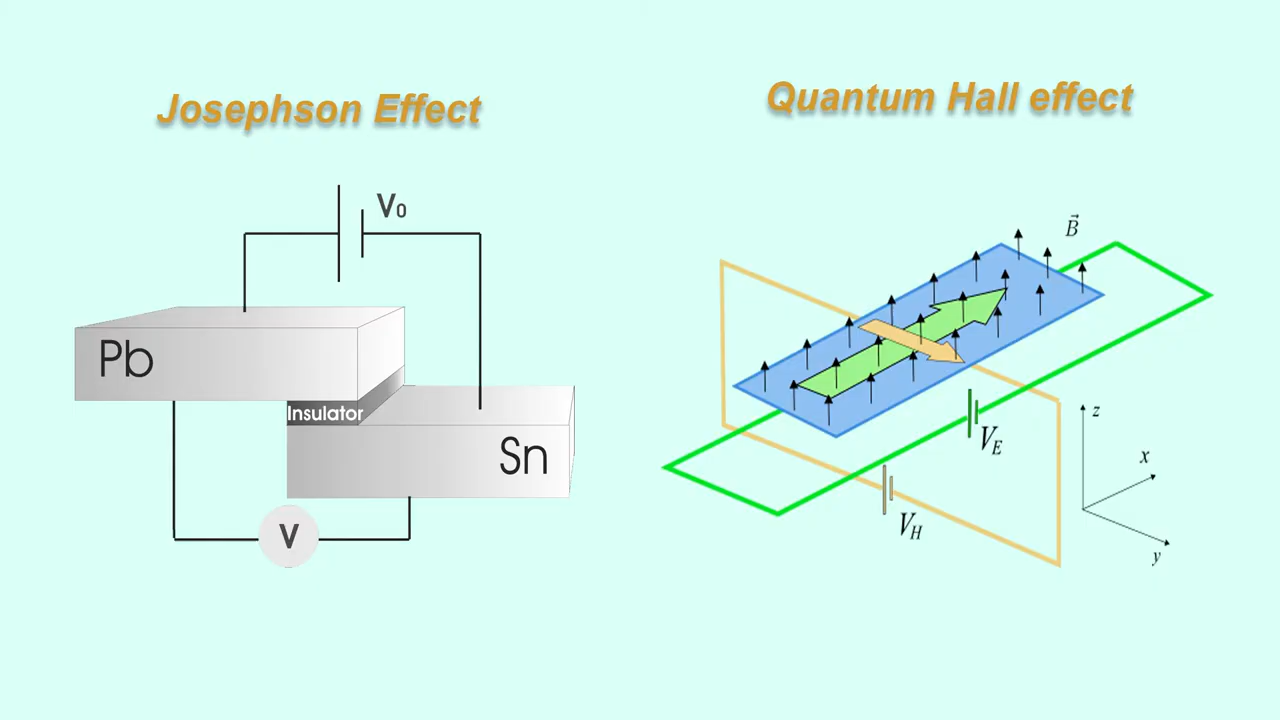 Josephson Effect
V₀
Pb
Insulator
Sn
V
Quantum Hall effect
B⃗
V_E
V_H
z
x
y